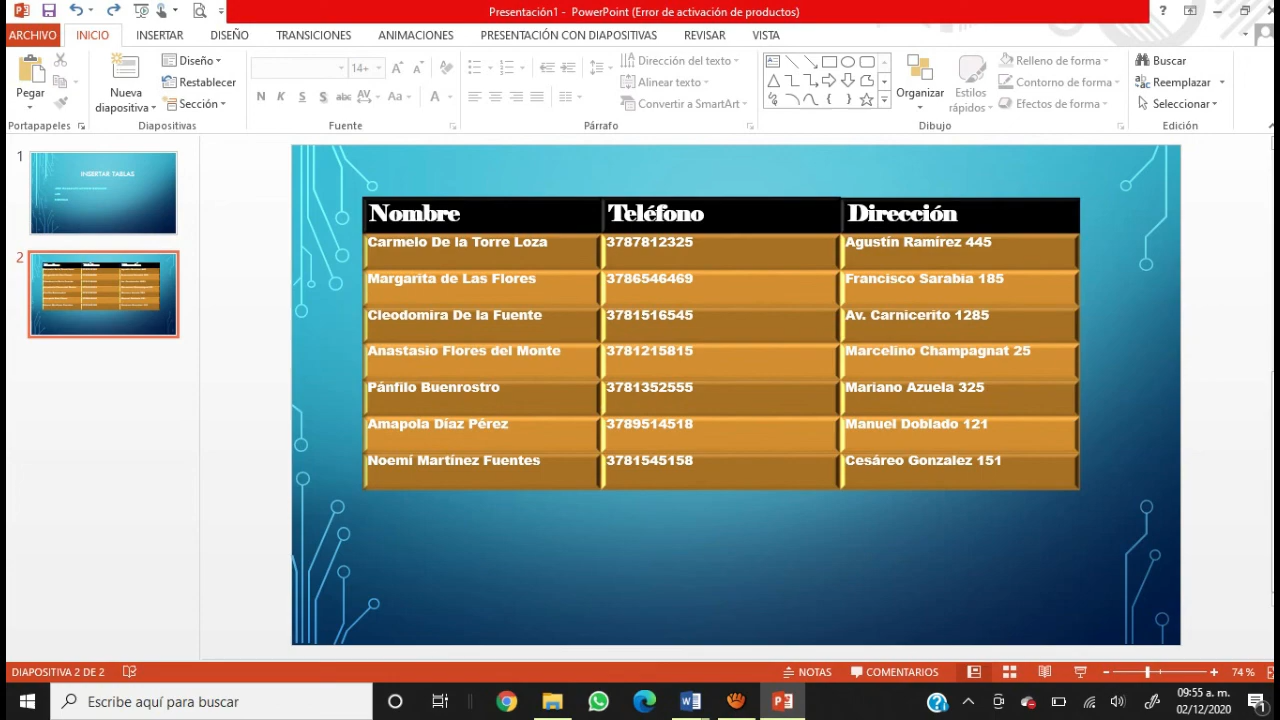 Presentación1 - PowerPoint (Error de activación de productos)
ARCHIVO INICIO INSERTAR DISEÑO TRANSICIONES ANIMACIONES PRESENTACIÓN CON DIAPOSITIVAS REVISAR VISTA
Pegar
Portapapeles
Nueva diapositiva
Diseño
Restablecer
Sección
Diapositivas
14
N K S S abc AV Aa A
Fuente
Dirección del texto
Alinear texto
Convertir a SmartArt
Párrafo
Organizar
Estilos rápidos
Relleno de forma
Contorno de forma
Efectos de forma
Dibujo
Buscar
Reemplazar
Seleccionar
Edición
1
INSERTAR TABLAS
2
Nombre Teléfono Dirección
Carmelo De la Torre Loza 3787812325 Agustín Ramírez 445
Margarita de Las Flores 3786546469 Francisco Sarabia 185
Cleodomira De la Fuente 3781516545 Av. Carnicerito 1285
Anastasio Flores del Monte 3781215815 Marcelino Champagnat 25
Pánfilo Buenrostro 3781352555 Mariano Azuela 325
Amapola Díaz Pérez 3789514518 Manuel Doblado 121
Noemí Martínez Fuentes 3781545158 Cesáreo Gonzalez 151
DIAPOSITIVA 2 DE 2 NOTAS COMENTARIOS 74 %
Escribe aquí para buscar
09:55 a. m.
02/12/2020